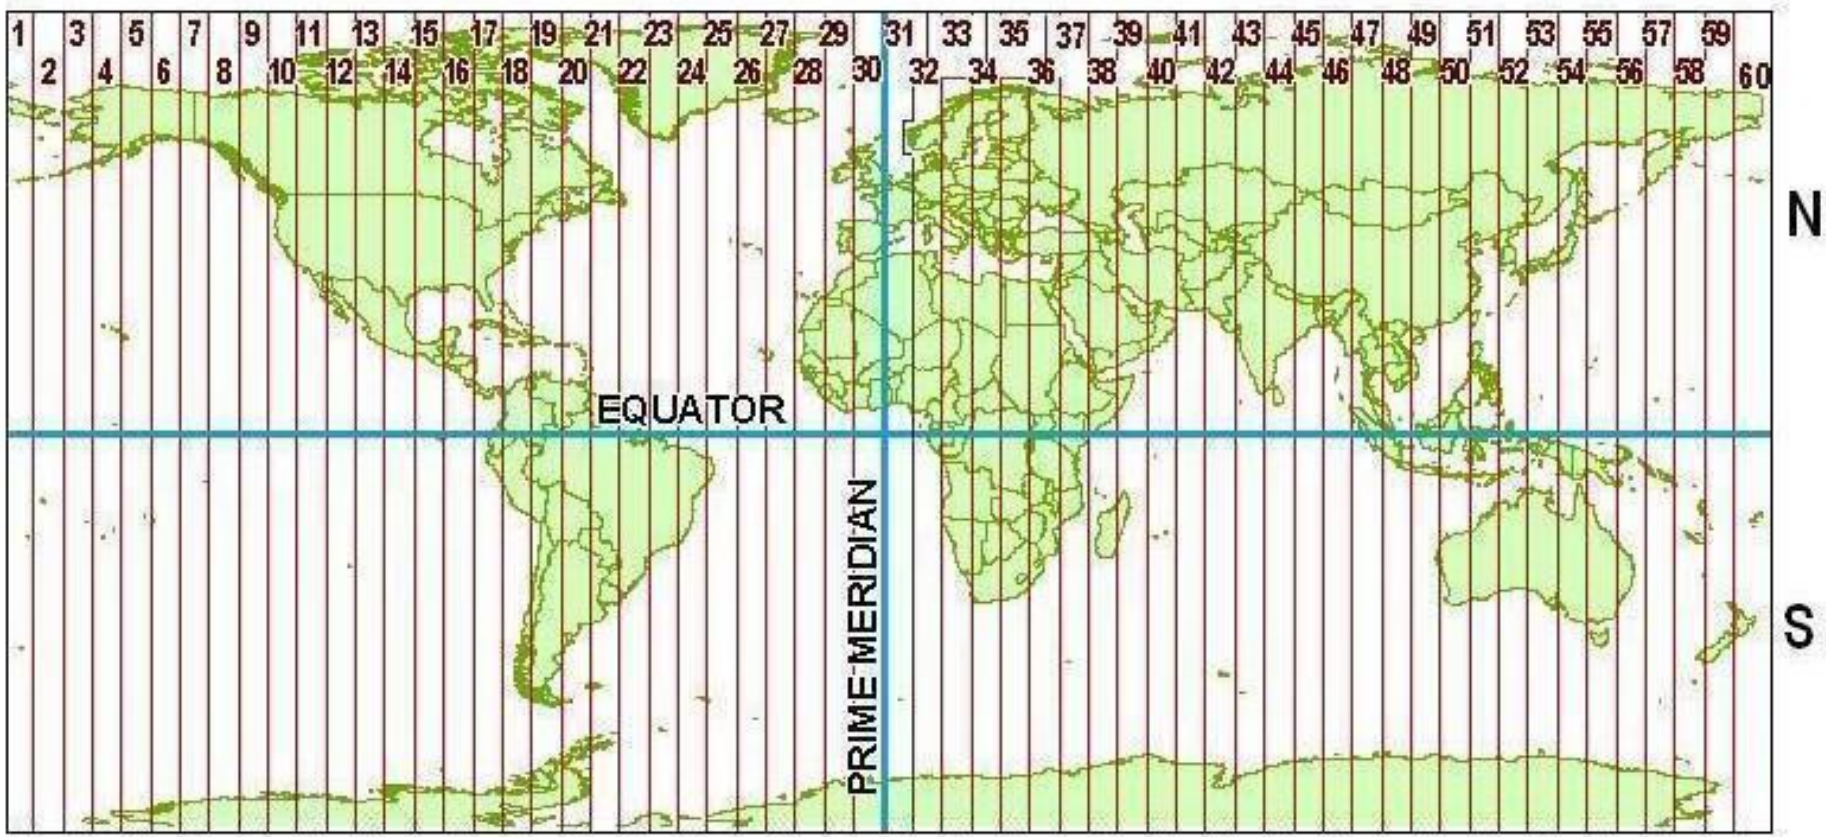 1 3 5 7 9 11 13 15 17 19 21 23 25 27 29 31 33 35 37 39 41 43 45 47 49 51 53 55 57 59
2 4 6 8 10 12 14 16 18 20 22 24 26 28 30 32 34 36 38 40 42 44 46 48 50 52 54 56 58 60
N
EQUATOR
PRIME MERIDIAN
S